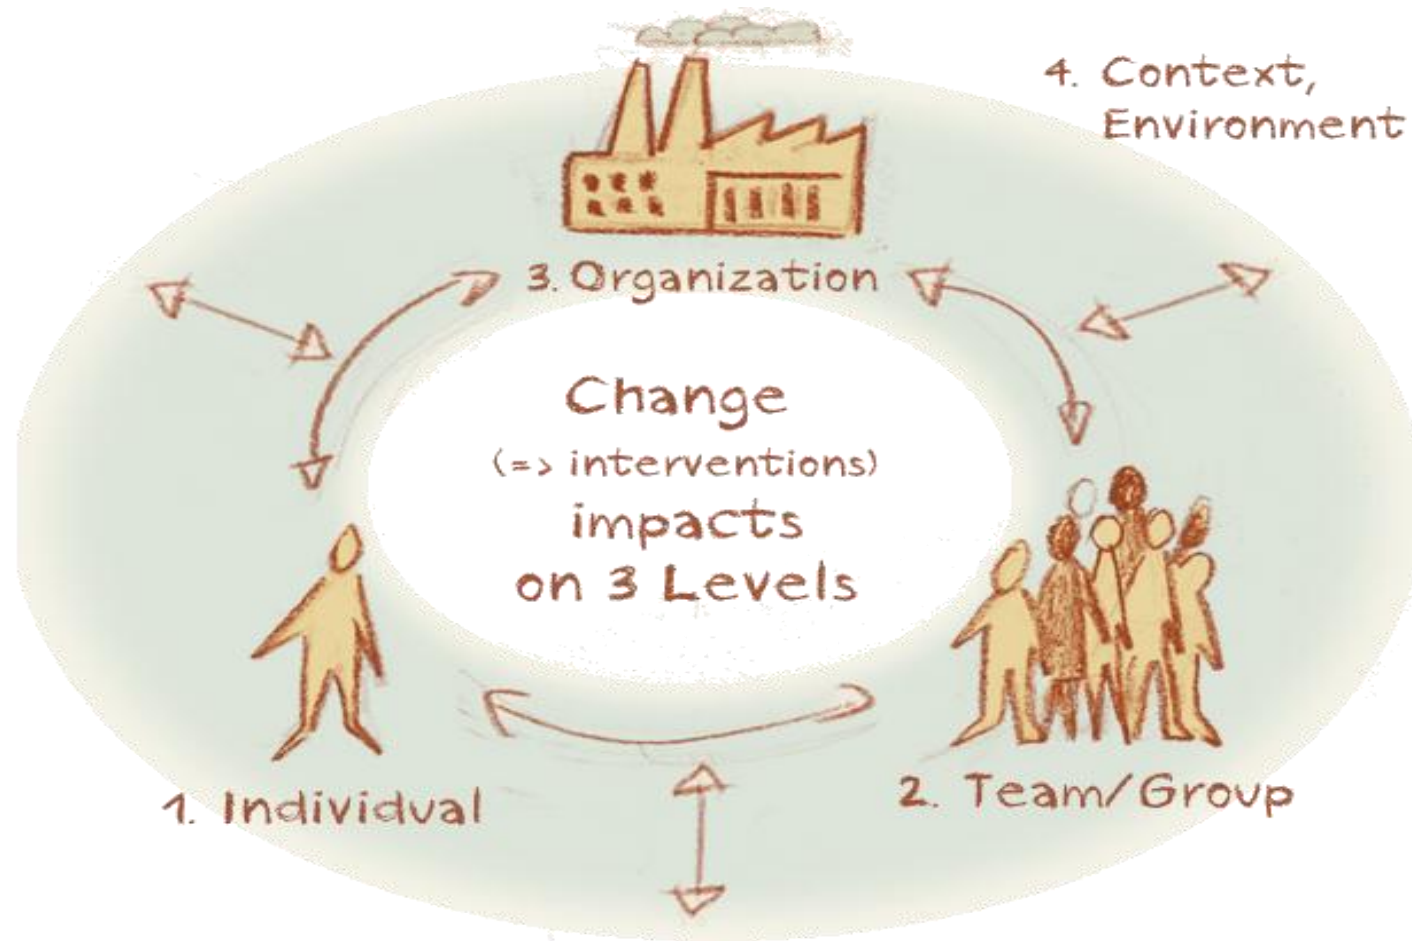 4. Context,
Environment
3. Organization
Change
(=> interventions)
impacts
on 3 Levels
1. Individual
2. Team/Group